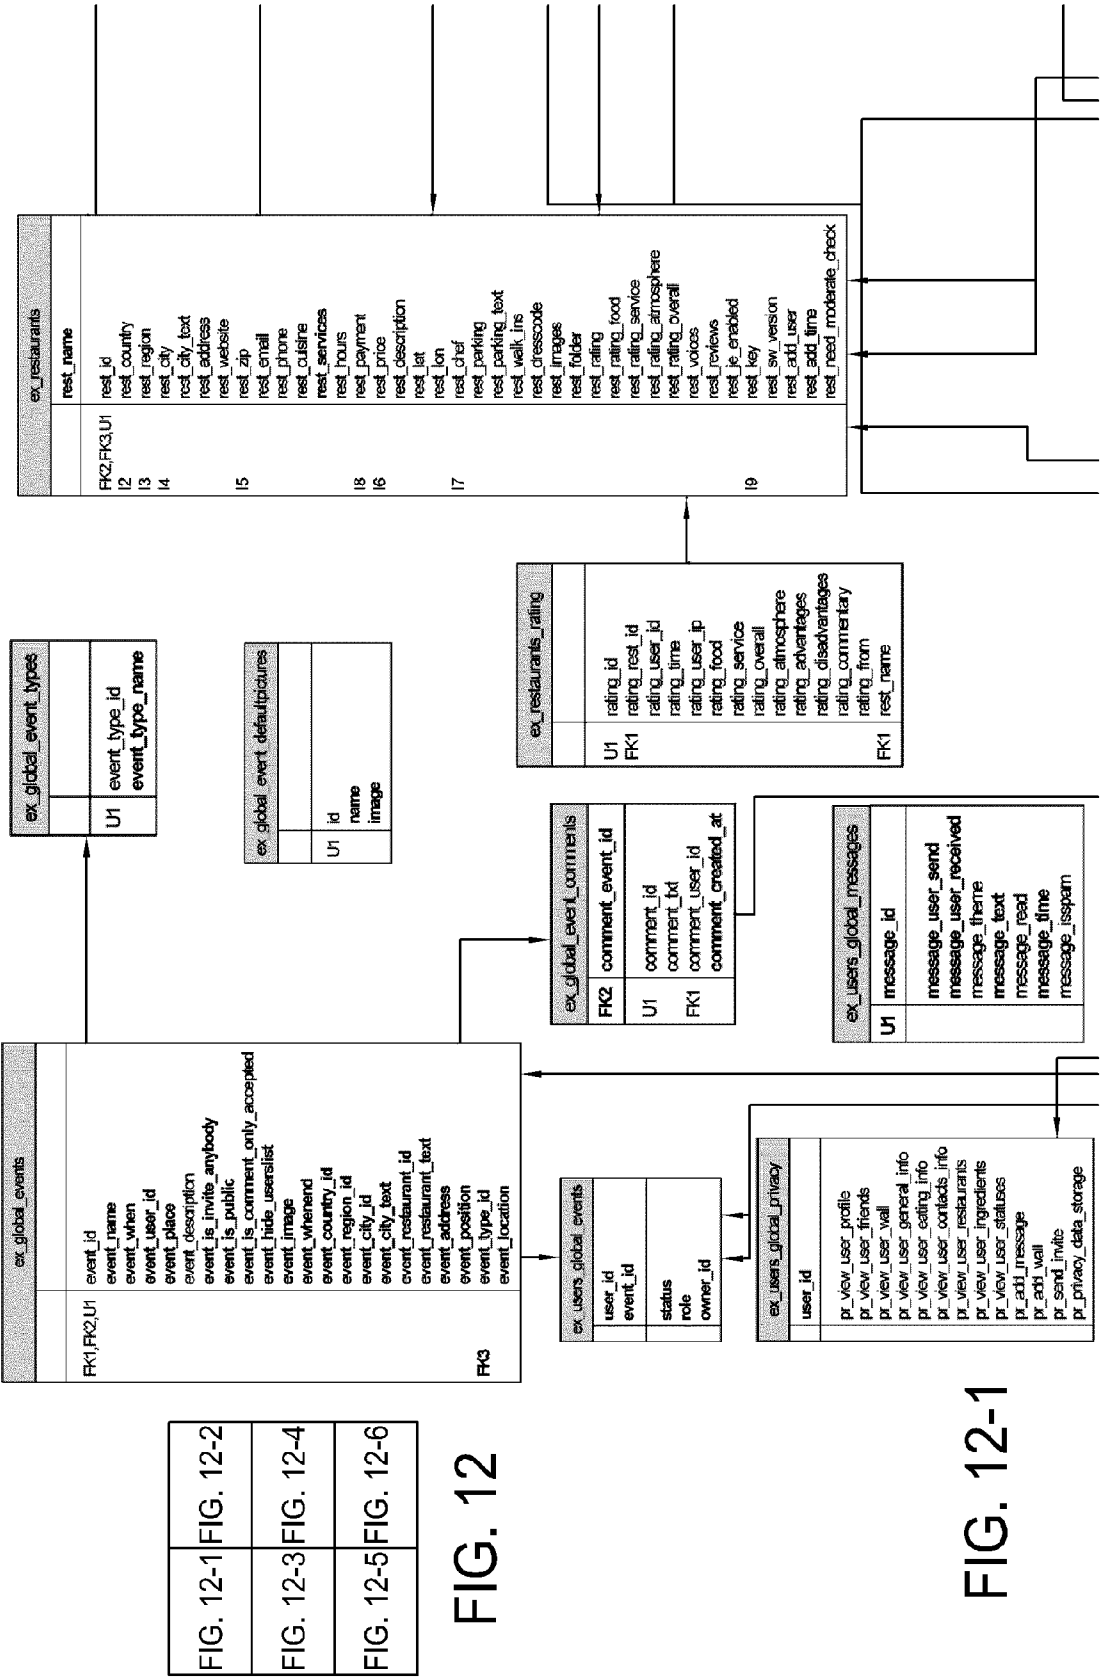 ex_global_events
FK1,FK2,U1 event_id
event_name
event_when
event_user_id
event_place
event_description
event_is_invite_anybody
event_is_public
event_is_comment_only_accepted
event_hide_userslist
event_image
event_whenend
event_country_id
event_region_id
event_city_id
event_city_text
event_restaurant_id
event_restaurant_text
event_address
event_position
FK3 event_type_id
event_location
ex_global_event_types
U1 event_type_id
event_type_name
ex_global_event_defaultpictures
U1 id
name
image
ex_restaurants
rest_name
FK2,FK3,U1 rest_id
I2 rest_country
I3 rest_region
I4 rest_city
rest_city_text
rest_address
rest_website
I5 rest_zip
rest_email
rest_phone
rest_cuisine
rest_services
rest_hours
I8 rest_payment
I6 rest_price
rest_description
rest_lat
rest_lon
I7 rest_chef
rest_parking
rest_parking_text
rest_walk_ins
rest_dresscode
rest_images
rest_folder
rest_rating
rest_rating_food
rest_rating_service
rest_rating_atmosphere
rest_rating_overall
rest_voices
rest_reviews
rest_je_enabled
I9 rest_key
rest_sw_version
rest_add_user
rest_add_time
rest_need_moderate_check
ex_restaurants_rating
U1 rating_id
FK1 rating_rest_id
rating_user_id
rating_time
rating_user_ip
rating_food
rating_service
rating_overall
rating_atmosphere
rating_advantages
rating_disadvantages
rating_commentary
rating_from
FK1 rest_name
ex_global_event_comments
FK2 comment_event_id
U1 comment_id
comment_txt
FK1 comment_user_id
comment_created_at
ex_users_global_events
user_id
event_id
status
role
owner_id
ex_users_global_privacy
user_id
pr_view_user_profile
pr_view_user_friends
pr_view_user_wall
pr_view_user_general_info
pr_view_user_eating_info
pr_view_user_contacts_info
pr_view_user_restaurants
pr_view_user_ingredients
pr_view_user_statuses
pr_add_message
pr_add_wall
pr_send_invite
pr_privacy_data_storage
ex_users_global_messages
U1 message_id
message_user_send
message_user_received
message_theme
message_text
message_read
message_time
message_isspam
FIG. 12-1 FIG. 12-2
FIG. 12-3 FIG. 12-4
FIG. 12-5 FIG. 12-6
FIG. 12
FIG. 12-1